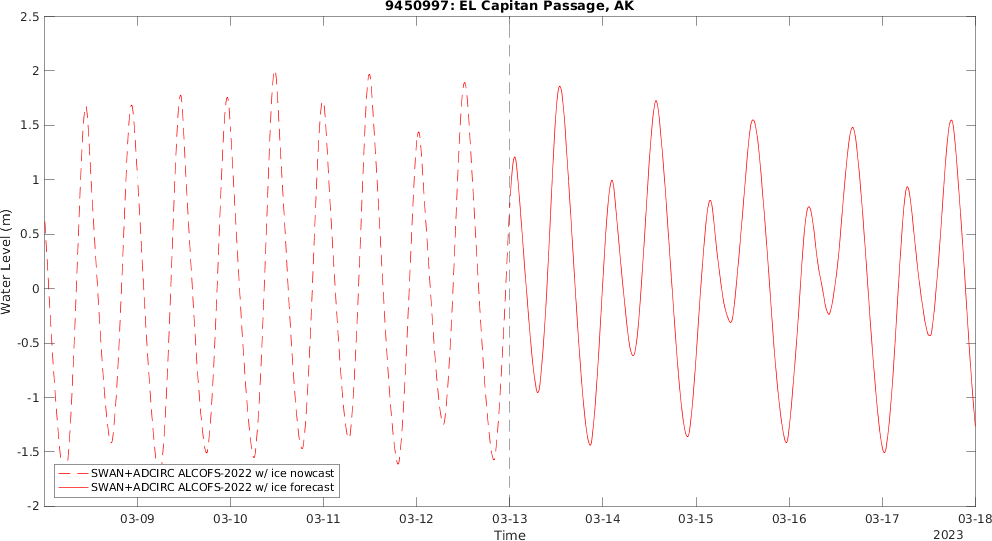 9450997: EL Capitan Passage, AK
Water Level (m)
2.5
2
1.5
1
0.5
0
-0.5
-1
-1.5
-2
SWAN+ADCIRC ALCOFS-2022 w/ ice nowcast
SWAN+ADCIRC ALCOFS-2022 w/ ice forecast
03-09 03-10 03-11 03-12 03-13 03-14 03-15 03-16 03-17 03-18
Time
2023